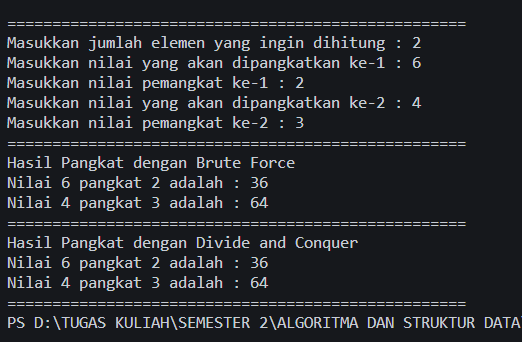 ===================================================
Masukkan jumlah elemen yang ingin dihitung : 2
Masukkan nilai yang akan dipangkatkan ke-1 : 6
Masukkan nilai pemangkat ke-1 : 2
Masukkan nilai yang akan dipangkatkan ke-2 : 4
Masukkan nilai pemangkat ke-2 : 3
===================================================
Hasil Pangkat dengan Brute Force
Nilai 6 pangkat 2 adalah : 36
Nilai 4 pangkat 3 adalah : 64
===================================================
Hasil Pangkat dengan Divide and Conquer
Nilai 6 pangkat 2 adalah : 36
Nilai 4 pangkat 3 adalah : 64
===================================================
PS D:\TUGAS KULIAH\SEMESTER 2\ALGORITMA DAN STRUKTUR DATA